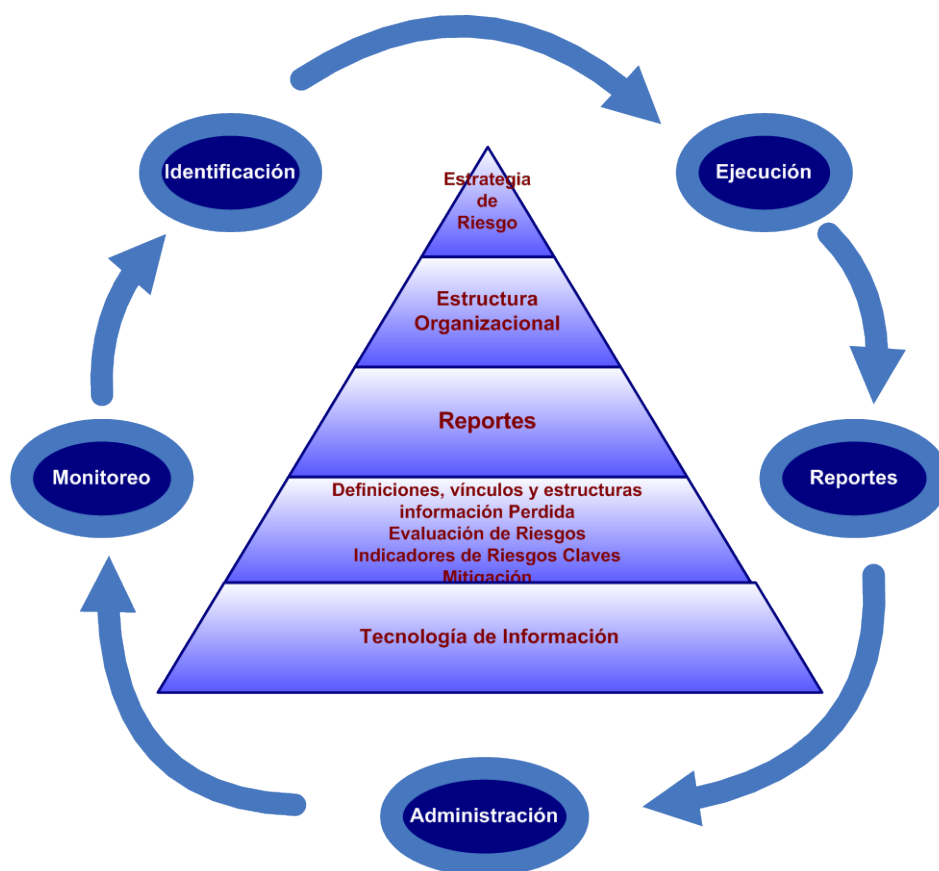 Identificación
Ejecución
Estrategia
de
Riesgo
Estructura
Organizacional
Reportes
Monitoreo
Definiciones, vínculos y estructuras
información Perdida
Evaluación de Riesgos
Indicadores de Riesgos Claves
Mitigación
Reportes
Tecnología de Información
Administración